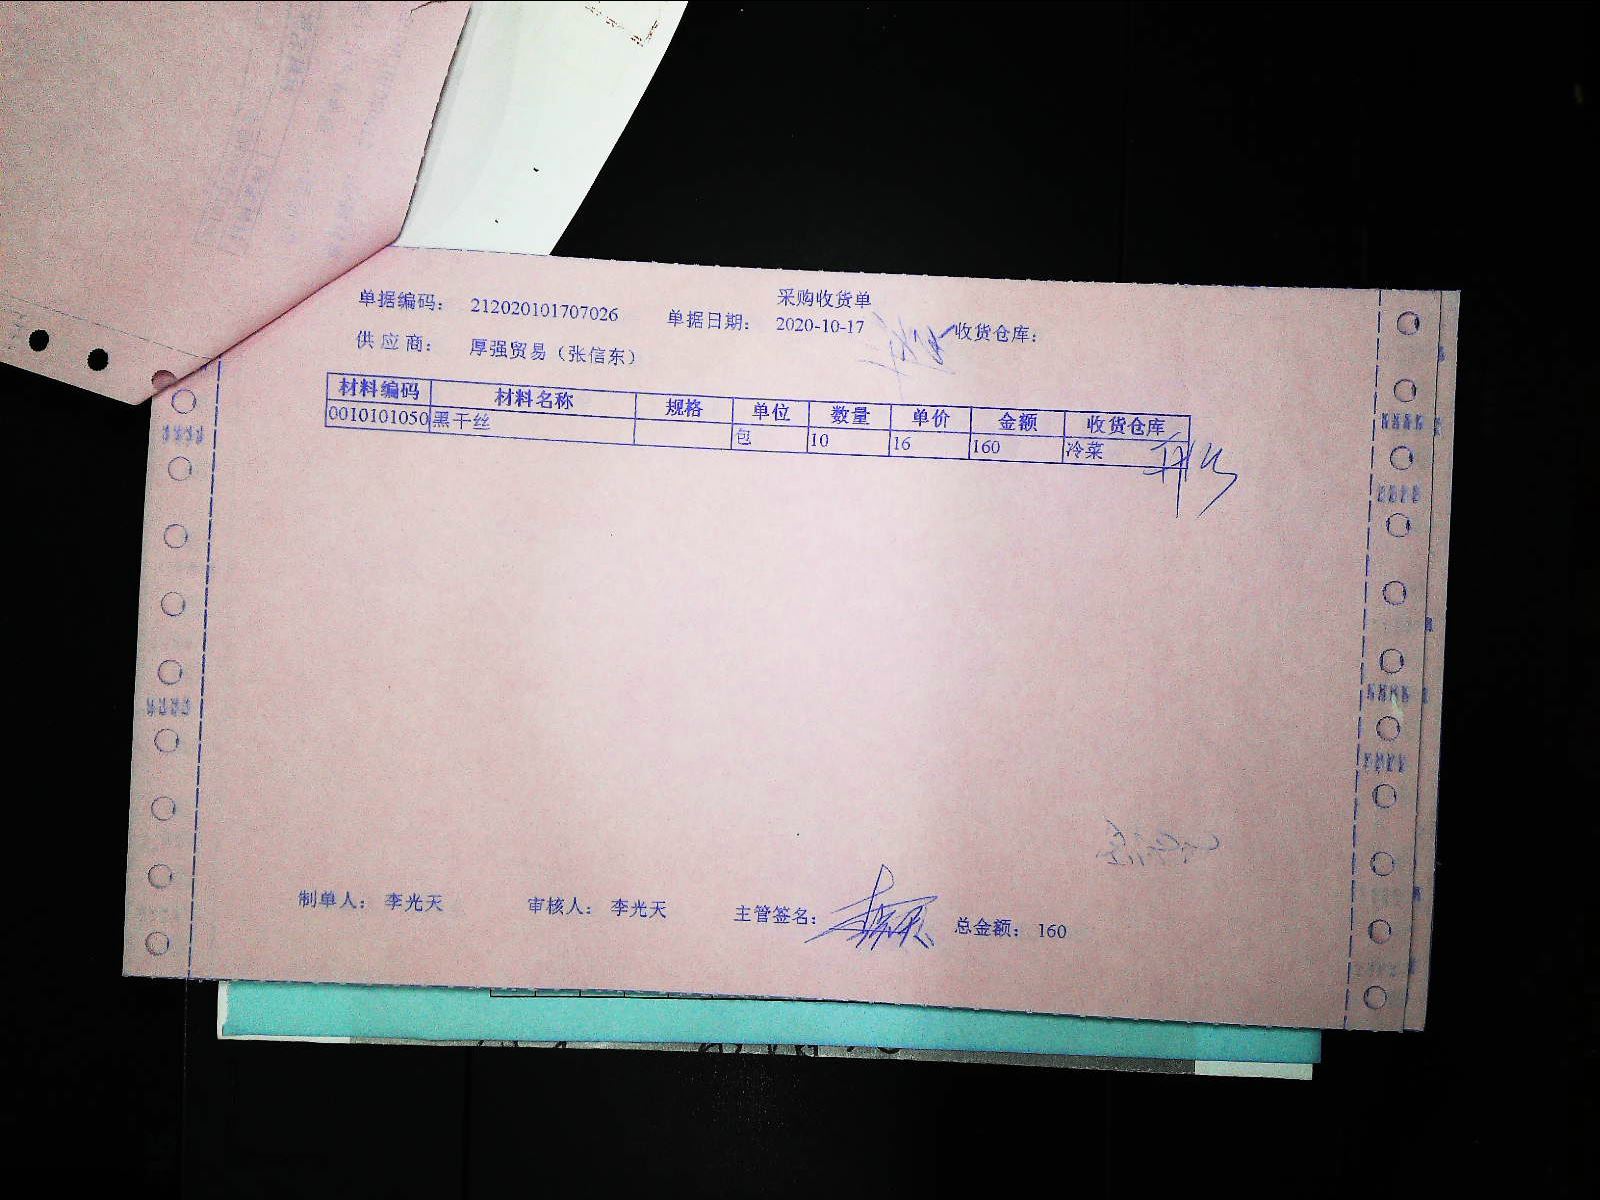 采购收货单
单据编码： 212020101707026 单据日期： 2020-10-17 收货仓库：
供应商： 厚强贸易（张信东）
材料编码 材料名称 规格 单位 数量 单价 金额 收货仓库
0010101050 黑干丝 包 10 16 160 冷菜
制单人： 李光天 审核人： 李光天 主管签名： 总金额： 160